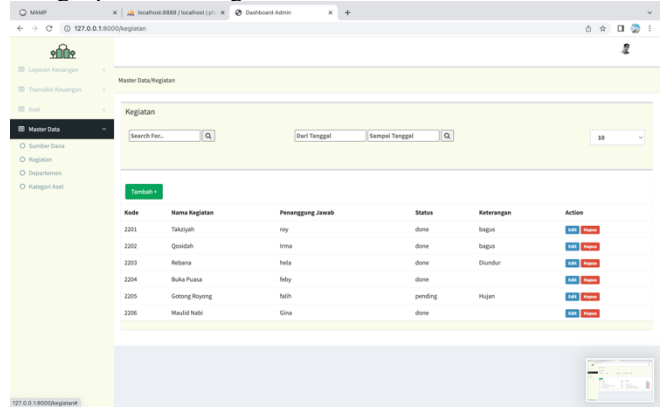 MAMP
localhost:8888 / localhost | p
Dashboard Admin
127.0.0.1:8000/kegiatan
Laporan Keuangan
Transaksi Keuangan
Aset
Master Data
Sumber Dana
Kegiatan
Departemen
Kategori Aset
Master Data/Kegiatan
Kegiatan
Search For.. Dari Tanggal Sampai Tanggal 10
Tambah +
Kode Nama Kegiatan Penanggung Jawab Status Keterangan Action
2201 Takziyah roy done bagus Edit Hapus
2202 Qosidah Irma done bagus Edit Hapus
2203 Rebana hela done Diundur Edit Hapus
2204 Buka Puasa feby done Edit Hapus
2205 Gotong Royong falih pending Hujan Edit Hapus
2206 Maulid Nabi Gina done Edit Hapus
127.0.0.1:8000/kegiatan#